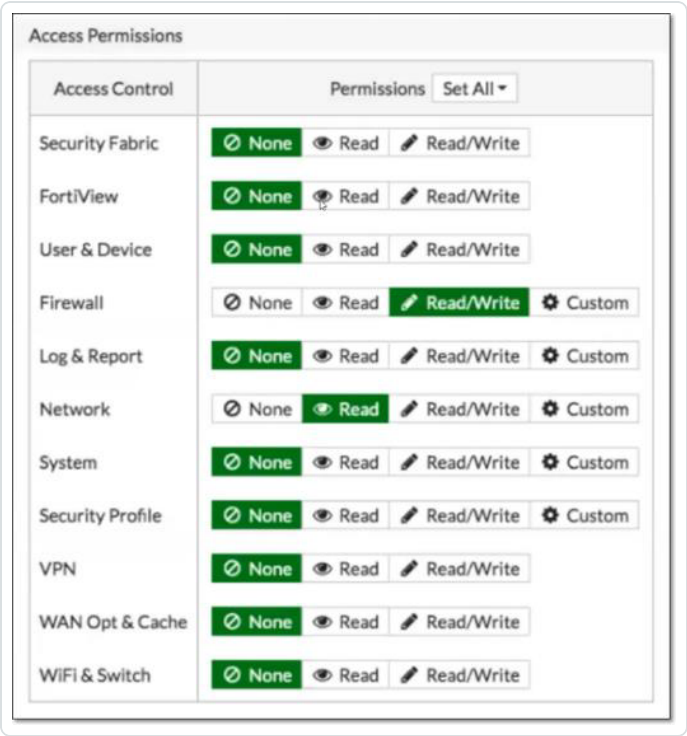 Access Permissions
Access Control Permissions Set All
Security Fabric None Read Read/Write
FortiView None Read Read/Write
User & Device None Read Read/Write
Firewall None Read Read/Write Custom
Log & Report None Read Read/Write Custom
Network None Read Read/Write Custom
System None Read Read/Write Custom
Security Profile None Read Read/Write Custom
VPN None Read Read/Write
WAN Opt & Cache None Read Read/Write
WiFi & Switch None Read Read/Write